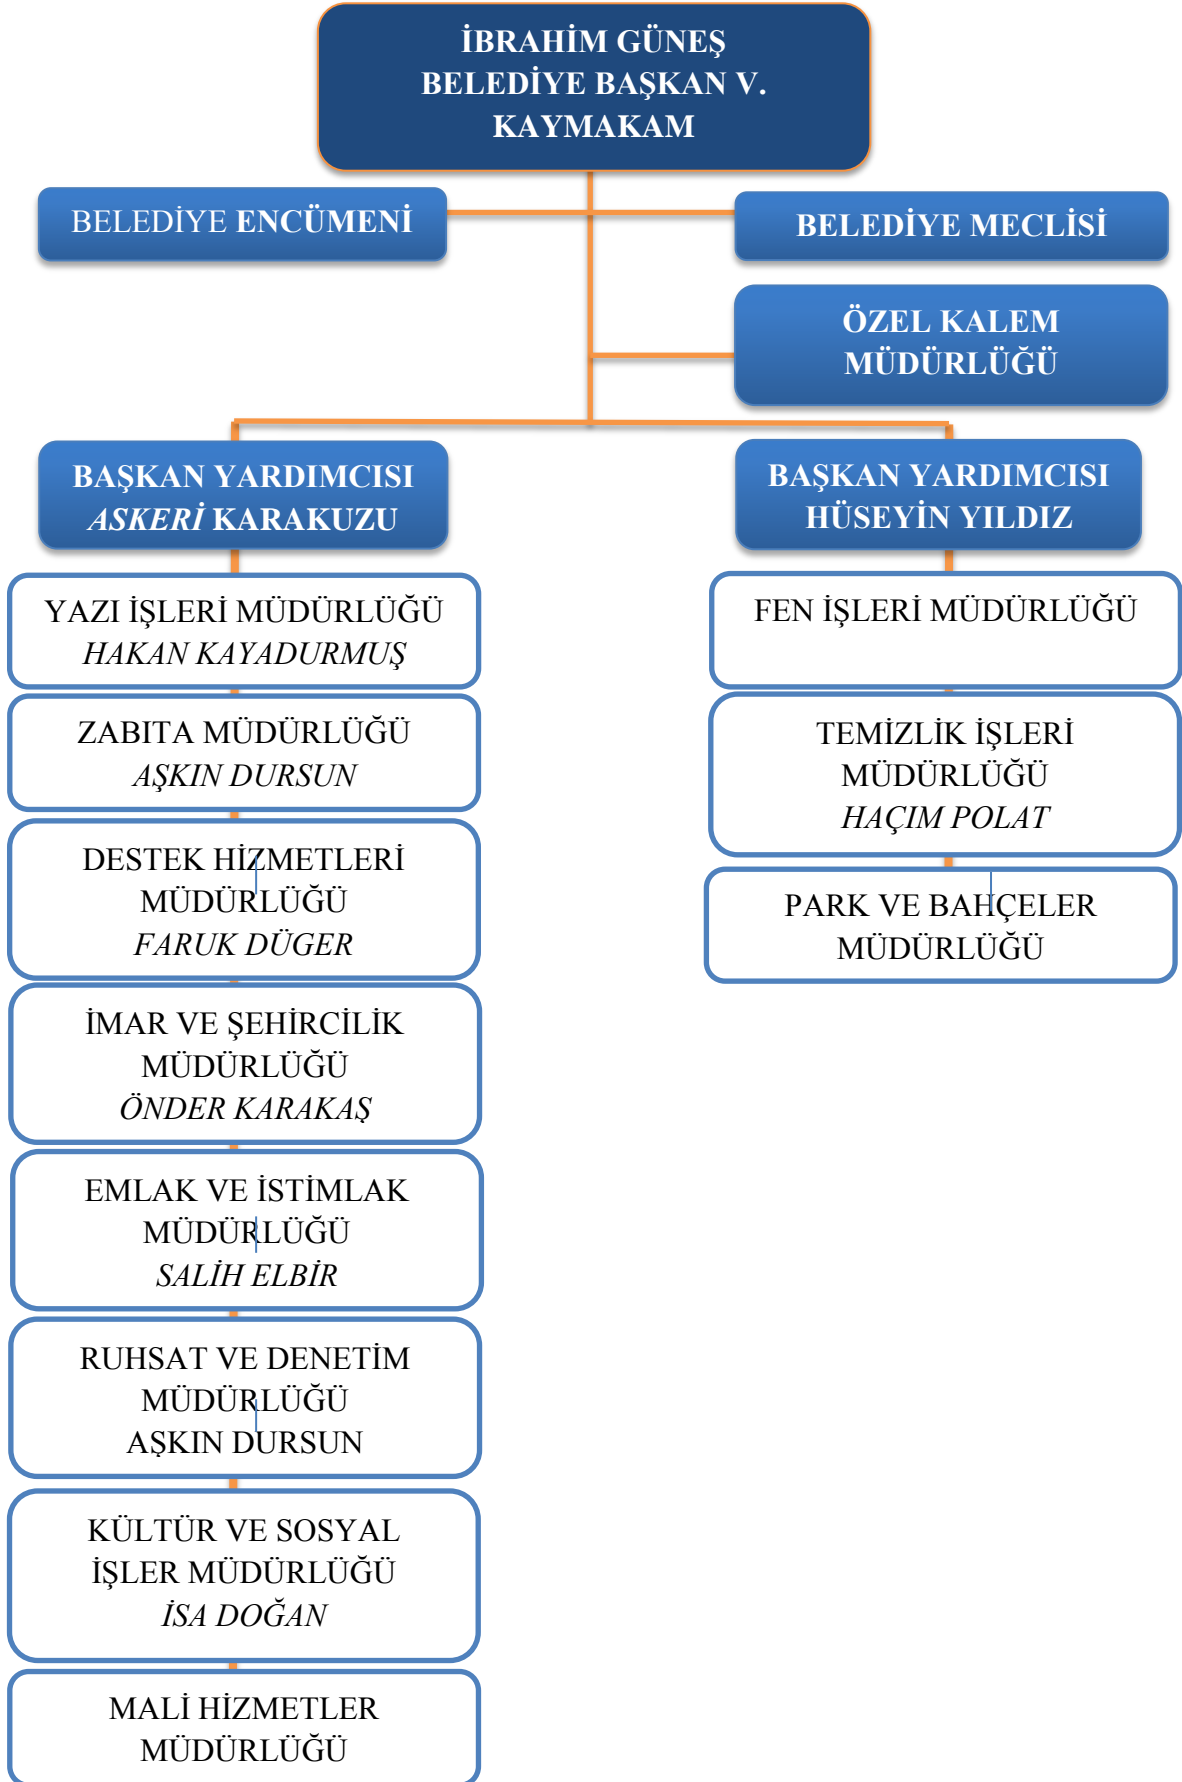 İBRAHİM GÜNEŞ
BELEDİYE BAŞKAN V.
KAYMAKAM
BELEDİYE ENCÜMENİ
BELEDİYE MECLİSİ
ÖZEL KALEM
MÜDÜRLÜĞÜ
BAŞKAN YARDIMCISI
ASKERİ KARAKUZU
YAZI İŞLERİ MÜDÜRLÜĞÜ
HAKAN KAYADURMUŞ
ZABITA MÜDÜRLÜĞÜ
AŞKIN DURSUN
DESTEK HİZMETLERİ
MÜDÜRLÜĞÜ
FARUK DÜGER
İMAR VE ŞEHİRCİLİK
MÜDÜRLÜĞÜ
ÖNDER KARAKAŞ
EMLAK VE İSTİMLAK
MÜDÜRLÜĞÜ
SALİH ELBİR
RUHSAT VE DENETİM
MÜDÜRLÜĞÜ
AŞKIN DURSUN
KÜLTÜR VE SOSYAL
İŞLER MÜDÜRLÜĞÜ
İSA DOĞAN
MALİ HİZMETLER
MÜDÜRLÜĞÜ
BAŞKAN YARDIMCISI
HÜSEYİN YILDIZ
FEN İŞLERİ MÜDÜRLÜĞÜ
TEMİZLİK İŞLERİ
MÜDÜRLÜĞÜ
HAÇIM POLAT
PARK VE BAHÇELER
MÜDÜRLÜĞÜ